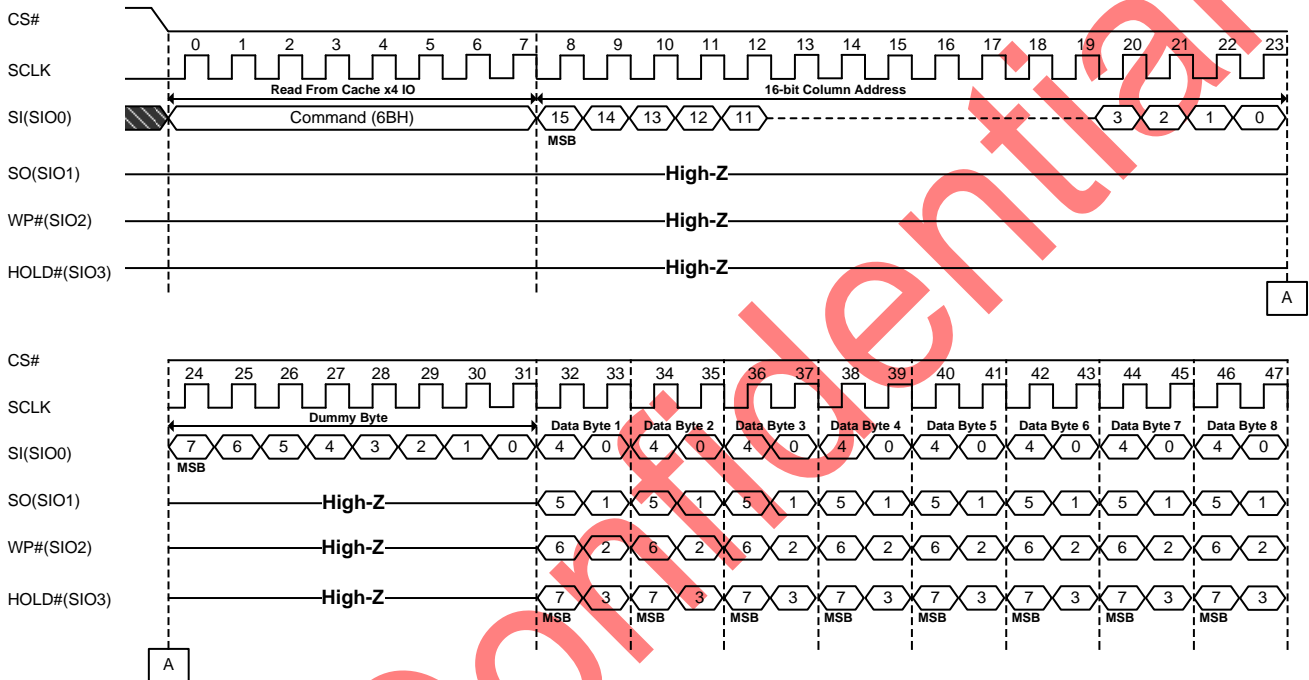 CS#
0 1 2 3 4 5 6 7 8 9 10 11 12 13 14 15 16 17 18 19 20 21 22 23
SCLK
Read From Cache x4 IO 16-bit Column Address
SI(SIO0) Command (6BH) 15 14 13 12 11 3 2 1 0
MSB
SO(SIO1) High-Z
WP#(SIO2) High-Z
HOLD#(SIO3) High-Z
A
CS#
24 25 26 27 28 29 30 31 32 33 34 35 36 37 38 39 40 41 42 43 44 45 46 47
SCLK
Dummy Byte Data Byte 1 Data Byte 2 Data Byte 3 Data Byte 4 Data Byte 5 Data Byte 6 Data Byte 7 Data Byte 8
SI(SIO0) 7 6 5 4 3 2 1 0 4 0 4 0 4 0 4 0 4 0 4 0 4 0 4 0
MSB
SO(SIO1) High-Z 5 1 5 1 5 1 5 1 5 1 5 1 5 1 5 1
WP#(SIO2) High-Z 6 2 6 2 6 2 6 2 6 2 6 2 6 2 6 2
HOLD#(SIO3) High-Z 7 3 7 3 7 3 7 3 7 3 7 3 7 3 7 3
MSB MSB MSB MSB MSB MSB MSB MSB
A
Confidential